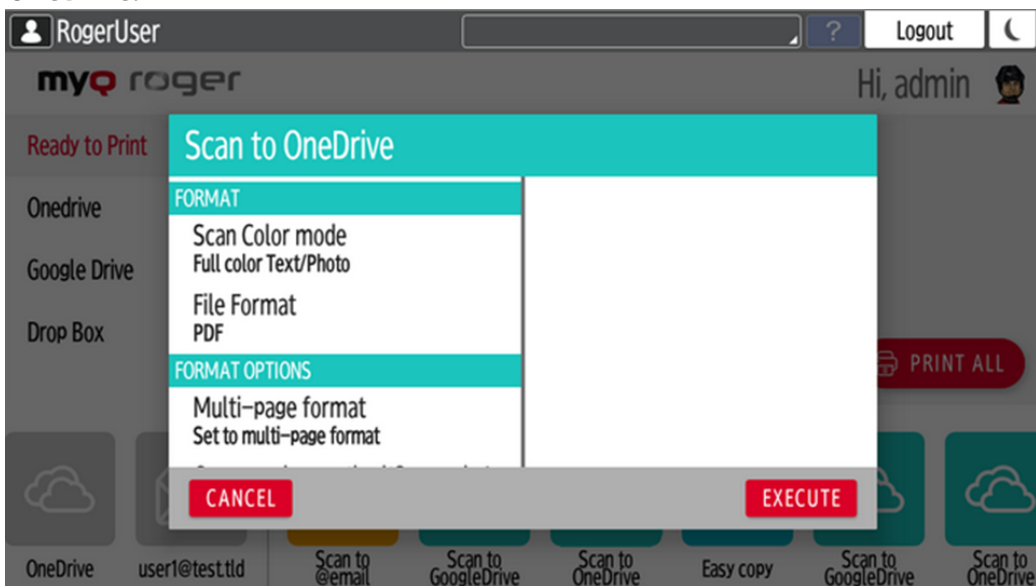 RogerUser
? Logout
myq roger
Hi, admin
Ready to Print
Onedrive
Google Drive
Drop Box
Scan to OneDrive
FORMAT
Scan Color mode
Full color Text/Photo
File Format
PDF
FORMAT OPTIONS
Multi-page format
Set to multi-page format
CANCEL
EXECUTE
PRINT ALL
OneDrive
user1@test.tld
Scan to
@email
Scan to
GoogleDrive
Scan to
OneDrive
Easy copy
Scan to
GoogleDrive
Scan to
OneDrive